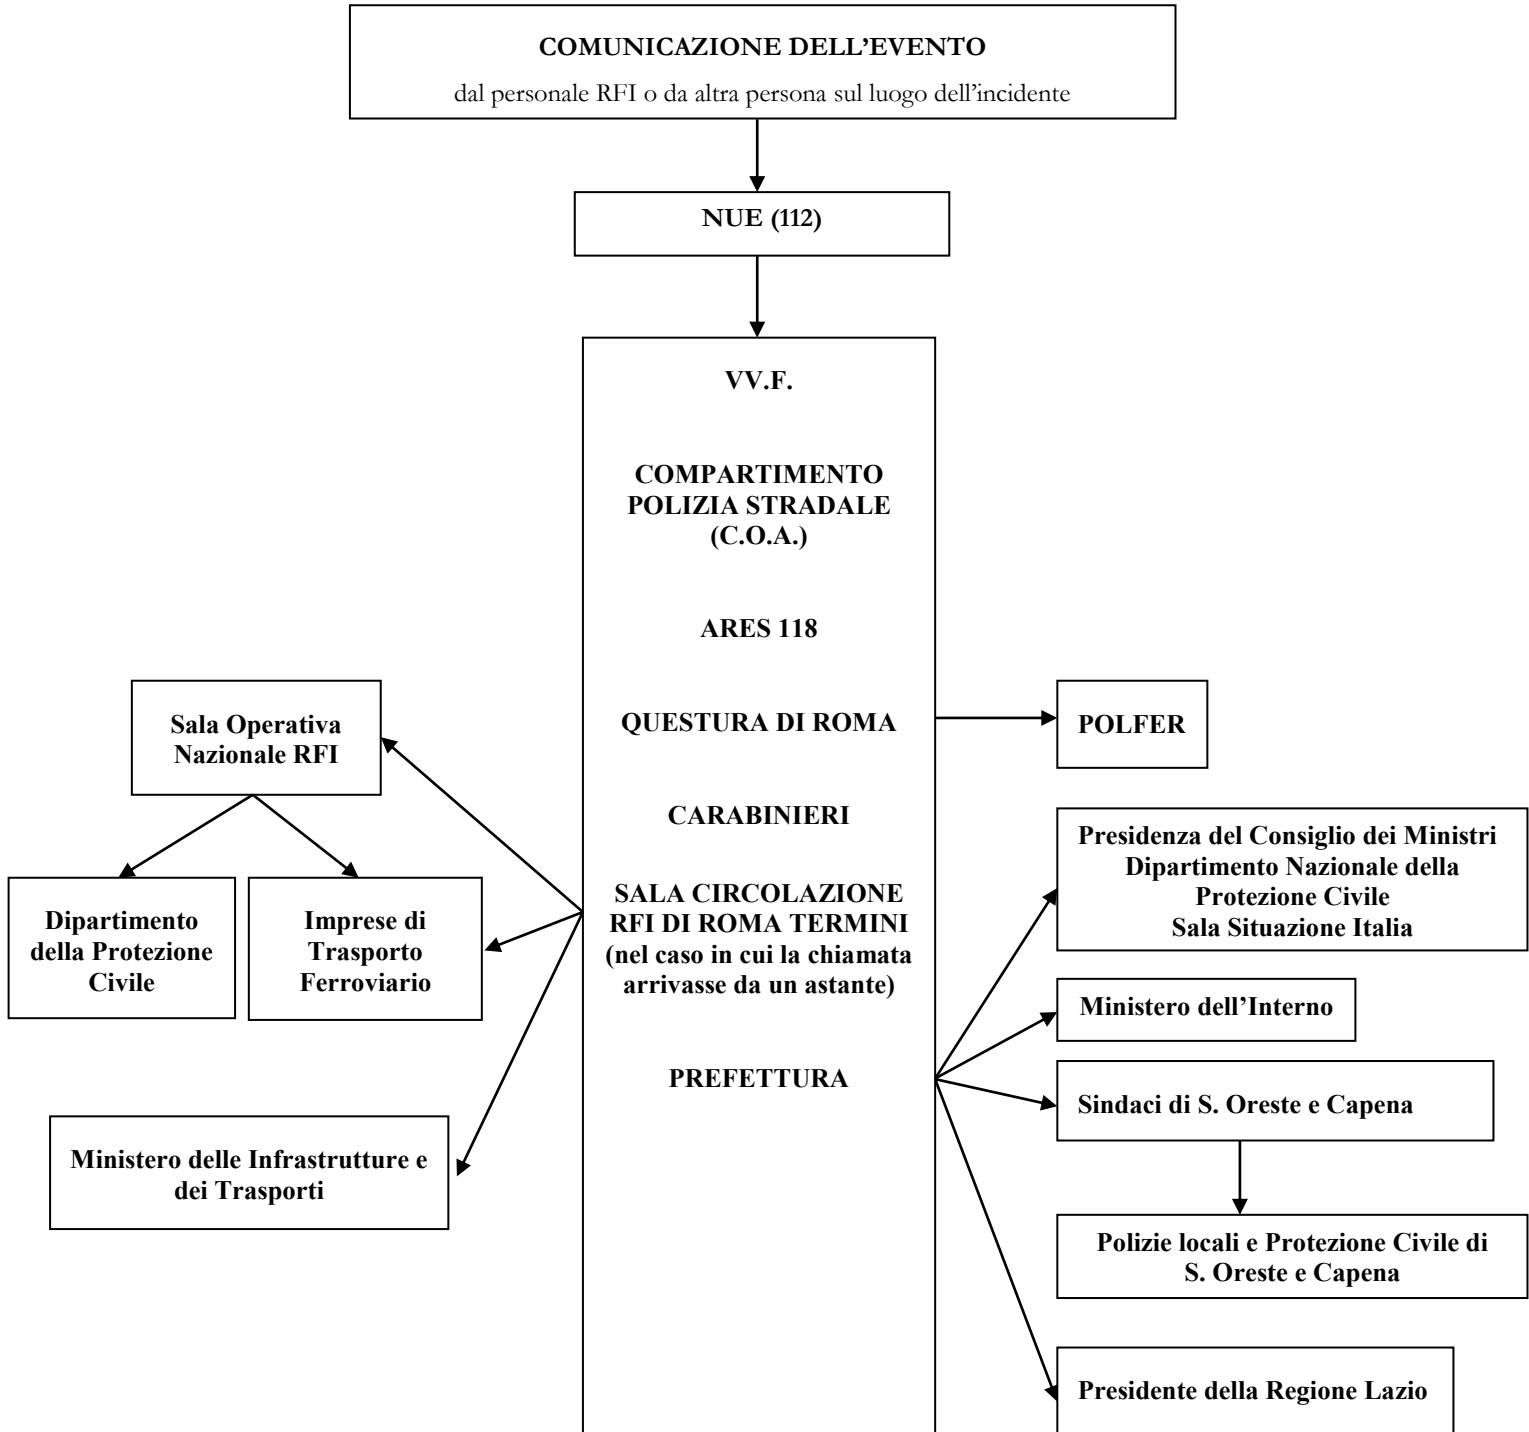 COMUNICAZIONE DELL’EVENTO
dal personale RFI o da altra persona sul luogo dell’incidente
NUE (112)
VV.F.
COMPARTIMENTO
POLIZIA STRADALE
(C.O.A.)
ARES 118
QUESTURA DI ROMA
CARABINIERI
SALA CIRCOLAZIONE
RFI DI ROMA TERMINI
(nel caso in cui la chiamata
arrivasse da un astante)
PREFETTURA
Sala Operativa
Nazionale RFI
Dipartimento
della Protezione
Civile
Imprese di
Trasporto
Ferroviario
Ministero delle Infrastrutture e
dei Trasporti
POLFER
Presidenza del Consiglio dei Ministri
Dipartimento Nazionale della
Protezione Civile
Sala Situazione Italia
Ministero dell’Interno
Sindaci di S. Oreste e Capena
Polizie locali e Protezione Civile di
S. Oreste e Capena
Presidente della Regione Lazio